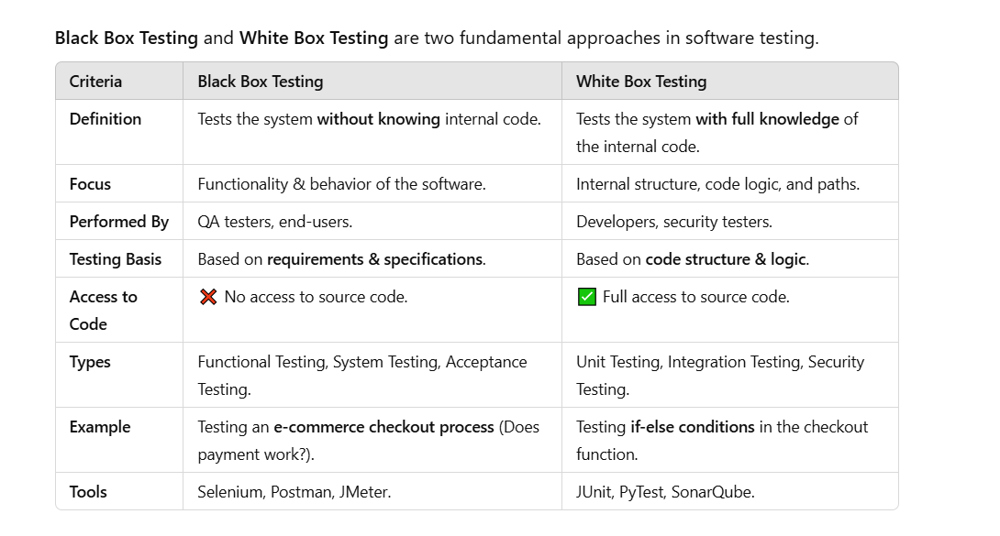 Black Box Testing and White Box Testing are two fundamental approaches in software testing.
Criteria Black Box Testing White Box Testing
Definition Tests the system without knowing internal code. Tests the system with full knowledge of
the internal code.
Focus Functionality & behavior of the software. Internal structure, code logic, and paths.
Performed By QA testers, end-users. Developers, security testers.
Testing Basis Based on requirements & specifications. Based on code structure & logic.
Access to ❌ No access to source code. ✅ Full access to source code.
Code
Types Functional Testing, System Testing, Acceptance Unit Testing, Integration Testing, Security
Testing. Testing.
Example Testing an e-commerce checkout process (Does Testing if-else conditions in the checkout
payment work?). function.
Tools Selenium, Postman, JMeter. JUnit, PyTest, SonarQube.